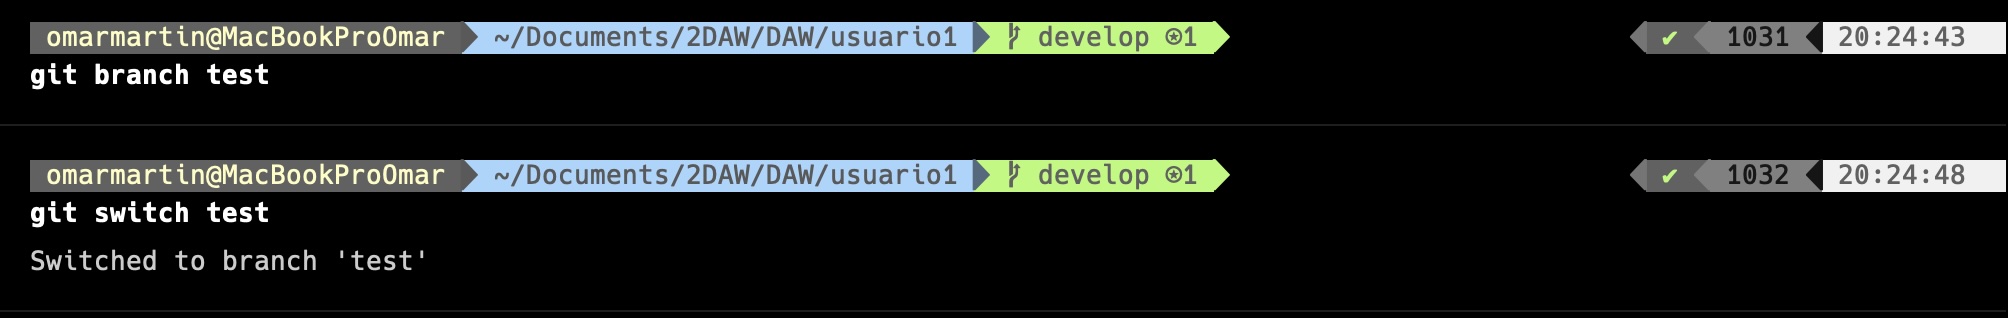 omarmartin@MacBookProOmar ~/Documents/2DAW/DAW/usuario1 develop ⍟1 ✔ 1031 20:24:43
git branch test
omarmartin@MacBookProOmar ~/Documents/2DAW/DAW/usuario1 develop ⍟1 ✔ 1032 20:24:48
git switch test
Switched to branch 'test'